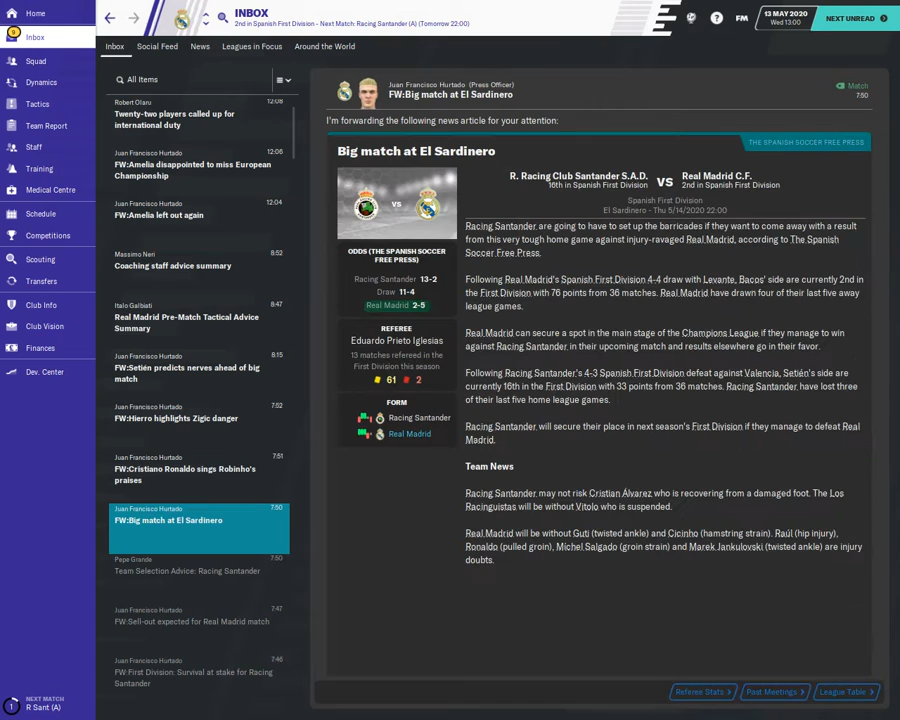 Home
Inbox
Squad
Dynamics
Tactics
Team Report
Staff
Training
Medical Centre
Schedule
Competitions
Scouting
Transfers
Club Info
Club Vision
Finances
Dev. Center
1
NEXT MATCH
R Sant (A)
INBOX
2nd in Spanish First Division - Next Match: Racing Santander (A) (Tomorrow 22:00)
FM
13 MAY 2020
Wed 13:00
NEXT UNREAD
Inbox
Social Feed
News
Leagues in Focus
Around the World
All Items
Robert Olaru
12:08
Twenty-two players called up for
international duty
Juan Francisco Hurtado
12:06
FW:Amelia disappointed to miss European
Championship
Juan Francisco Hurtado
12:04
FW:Amelia left out again
Massimo Neri
8:52
Coaching staff advice summary
Italo Galbiati
8:47
Real Madrid Pre-Match Tactical Advice
Summary
Juan Francisco Hurtado
8:15
FW:Setién predicts nerves ahead of big
match
Juan Francisco Hurtado
7:52
FW:Hierro highlights Zigic danger
Juan Francisco Hurtado
7:51
FW:Cristiano Ronaldo sings Robinho's
praises
Juan Francisco Hurtado
7:50
FW:Big match at El Sardinero
Pepe Grande
7:50
Team Selection Advice: Racing Santander
Juan Francisco Hurtado
7:47
FW:Sell-out expected for Real Madrid match
Juan Francisco Hurtado
7:46
FW:First Division: Survival at stake for Racing
Santander
Juan Francisco Hurtado (Press Officer)
FW:Big match at El Sardinero
Match
7:50
I'm forwarding the following news article for your attention:
THE SPANISH SOCCER FREE PRESS
Big match at El Sardinero
VS
R. Racing Club Santander S.A.D.
16th in Spanish First Division
VS
Real Madrid C.F.
2nd in Spanish First Division
Spanish First Division
El Sardinero - Thu 5/14/2020 22:00
ODDS (THE SPANISH SOCCER
FREE PRESS)
Racing Santander 13-2
Draw 11-4
Real Madrid 2-5
REFEREE
Eduardo Prieto Iglesias
13 matches refereed in the
First Division this season
61 2
FORM
Racing Santander
Real Madrid
Racing Santander are going to have to set up the barricades if they want to come away with a result
from this very tough home game against injury-ravaged Real Madrid, according to The Spanish
Soccer Free Press.
Following Real Madrid's Spanish First Division 4-4 draw with Levante, Bacos' side are currently 2nd in
the First Division with 76 points from 36 matches. Real Madrid have drawn four of their last five away
league games.
Real Madrid can secure a spot in the main stage of the Champions League if they manage to win
against Racing Santander in their upcoming match and results elsewhere go in their favor.
Following Racing Santander's 4-3 Spanish First Division defeat against Valencia, Setién's side are
currently 16th in the First Division with 33 points from 36 matches. Racing Santander have lost three
of their last five home league games.
Racing Santander will secure their place in next season's First Division if they manage to defeat Real
Madrid.
Team News
Racing Santander may not risk Cristian Álvarez who is recovering from a damaged foot. The Los
Racinguistas will be without Vitolo who is suspended.
Real Madrid will be without Guti (twisted ankle) and Cicinho (hamstring strain). Raúl (hip injury),
Ronaldo (pulled groin), Michel Salgado (groin strain) and Marek Jankulovski (twisted ankle) are injury
doubts.
Referee Stats
Past Meetings
League Table